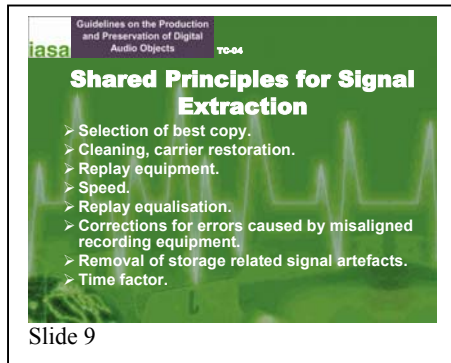 Guidelines on the Production
and Preservation of Digital
Audio Objects
iasa
TC-04
Shared Principles for Signal
Extraction
➢ Selection of best copy.
➢ Cleaning, carrier restoration.
➢ Replay equipment.
➢ Speed.
➢ Replay equalisation.
➢ Corrections for errors caused by misaligned
recording equipment.
➢ Removal of storage related signal artefacts.
➢ Time factor.
Slide 9